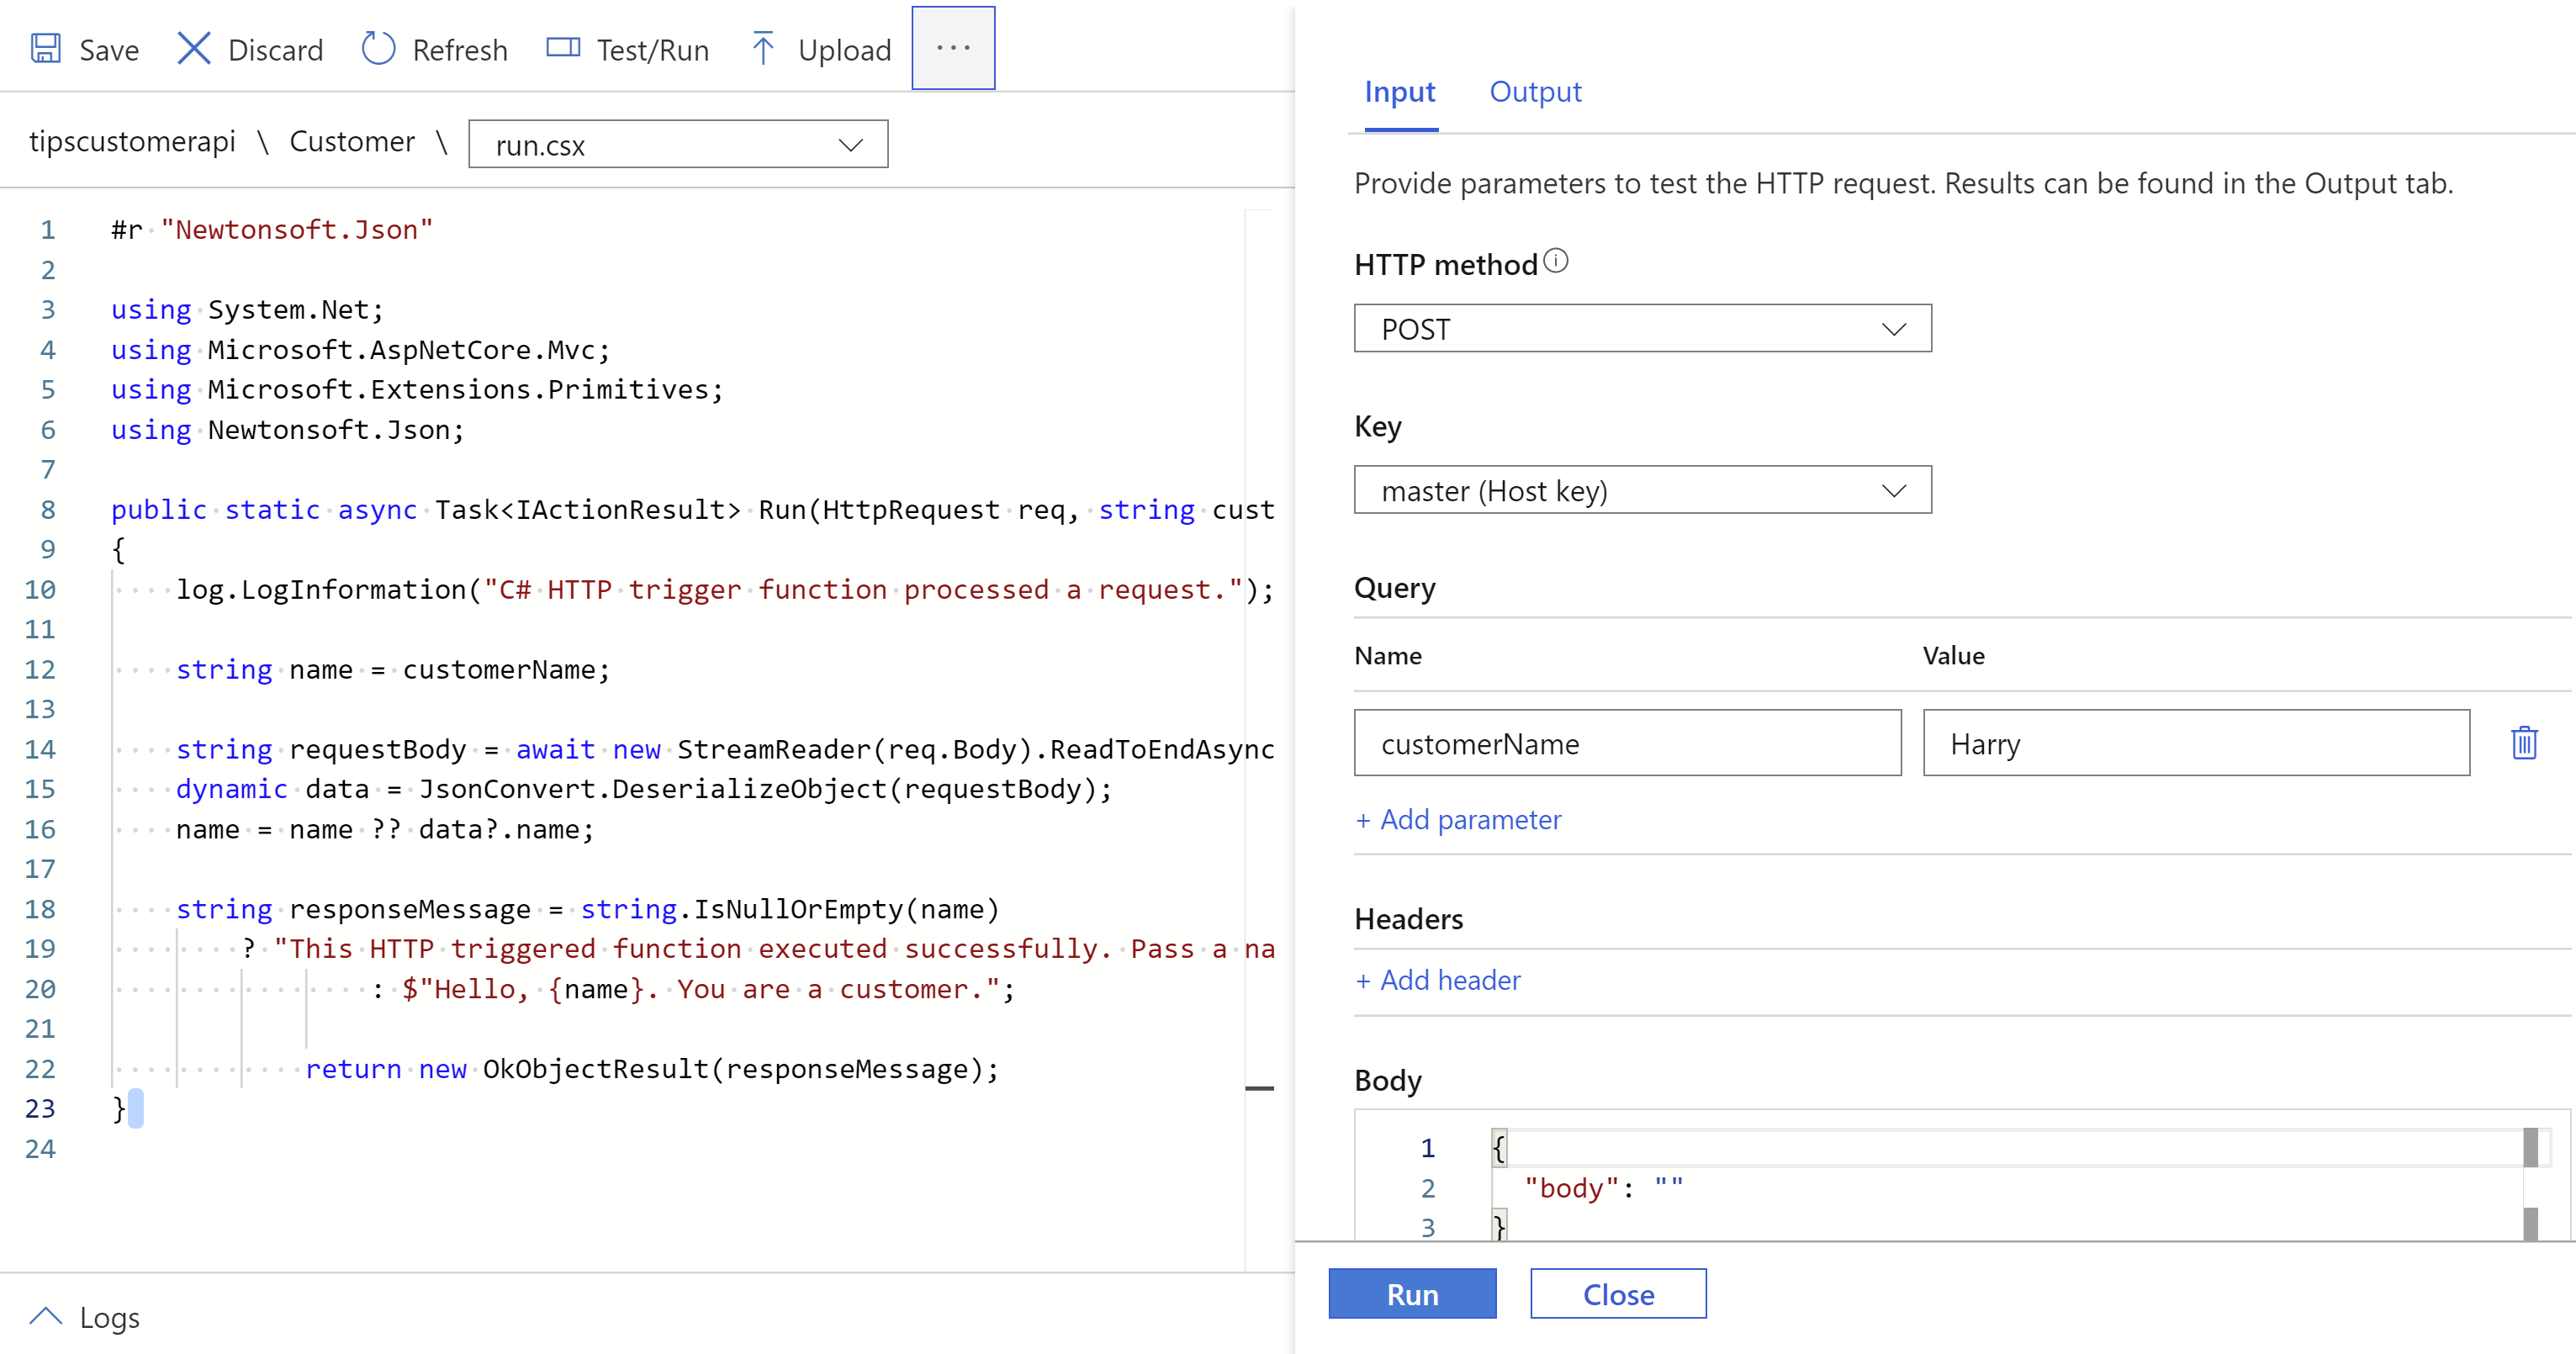 Save Discard Refresh Test/Run Upload ...
tipscustomerapi \ Customer \ run.csx
1 #r "Newtonsoft.Json"
2
3 using System.Net;
4 using Microsoft.AspNetCore.Mvc;
5 using Microsoft.Extensions.Primitives;
6 using Newtonsoft.Json;
7
8 public static async Task<IActionResult> Run(HttpRequest req, string cust
9 {
10 log.LogInformation("C# HTTP trigger function processed a request.");
11
12 string name = customerName;
13
14 string requestBody = await new StreamReader(req.Body).ReadToEndAsync
15 dynamic data = JsonConvert.DeserializeObject(requestBody);
16 name = name ?? data?.name;
17
18 string responseMessage = string.IsNullOrEmpty(name)
19 ? "This HTTP triggered function executed successfully. Pass a na
20 : $"Hello, {name}. You are a customer.";
21
22 return new OkObjectResult(responseMessage);
23 }
24
Logs
Input Output
Provide parameters to test the HTTP request. Results can be found in the Output tab.
HTTP method
POST
Key
master (Host key)
Query
Name Value
customerName Harry
+ Add parameter
Headers
+ Add header
Body
1 {
2 "body": ""
3 }
Run Close